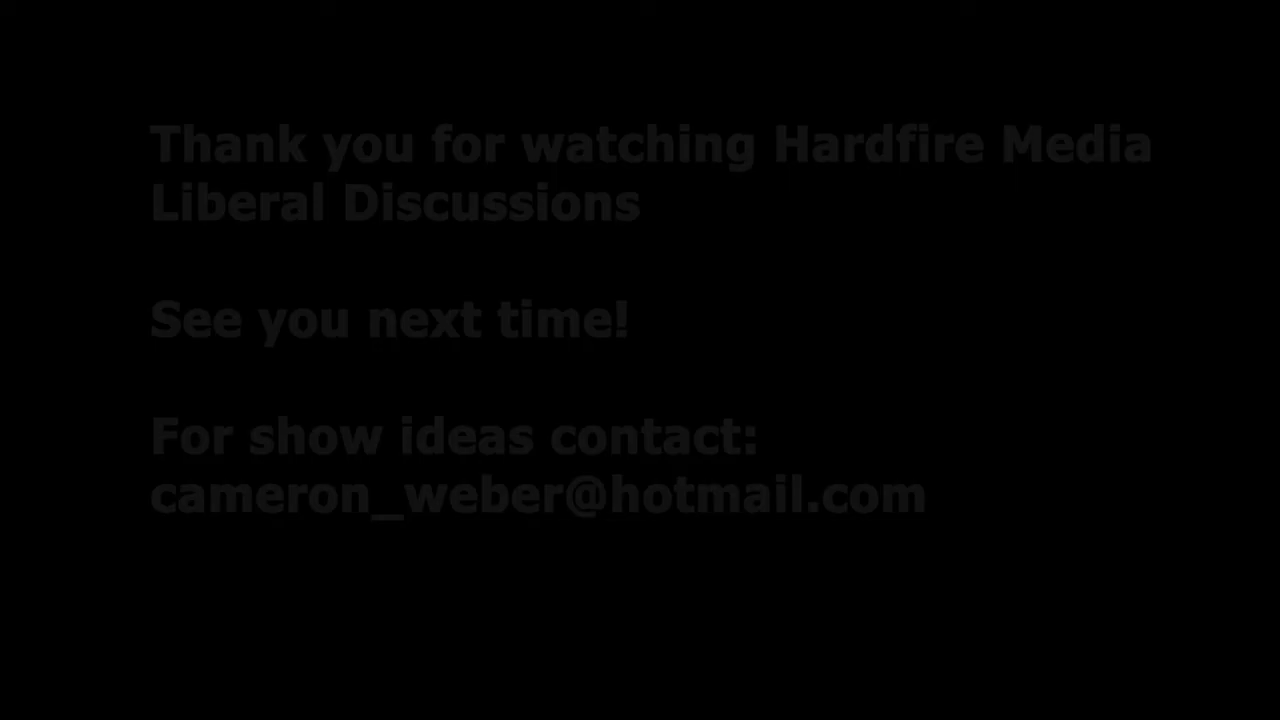 Thank you for watching Hardfire Media
Liberal Discussions
See you next time!
For show ideas contact:
cameron_weber@hotmail.com